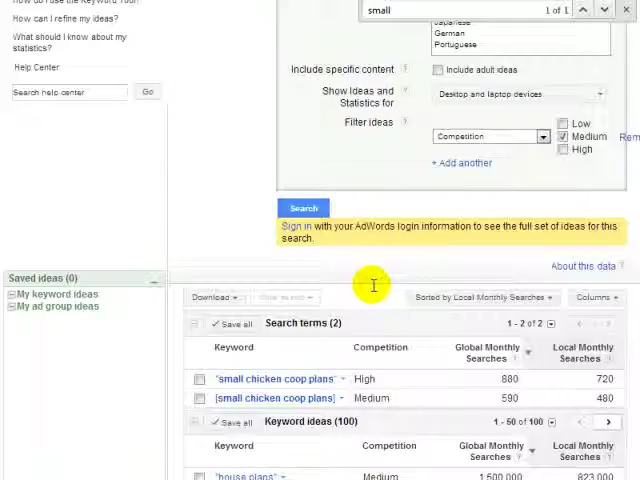 How can I refine my ideas?
What should I know about my
statistics?
Help Center
Search help center
Go
small
1 of 1
German
Portuguese
Include specific content ?
Include adult ideas
Show Ideas and
Statistics for ?
Desktop and laptop devices
Filter ideas ?
Competition
Low
Medium
High
Rem
+ Add another
Search
Sign in with your AdWords login information to see the full set of ideas for this
search.
About this data ?
Saved ideas (0)
My keyword ideas
My ad group ideas
Download
Sorted by Local Monthly Searches
Columns
Save all Search terms (2) 1 - 2 of 2
Keyword Competition Global Monthly
Searches ? Local Monthly
Searches ?
"small chicken coop plans" High 880 720
[small chicken coop plans] Medium 590 480
Save all Keyword ideas (100) 1 - 50 of 100
Keyword Competition Global Monthly
Searches ? Local Monthly
Searches ?
"house plans" Medium 1,500,000 823,000